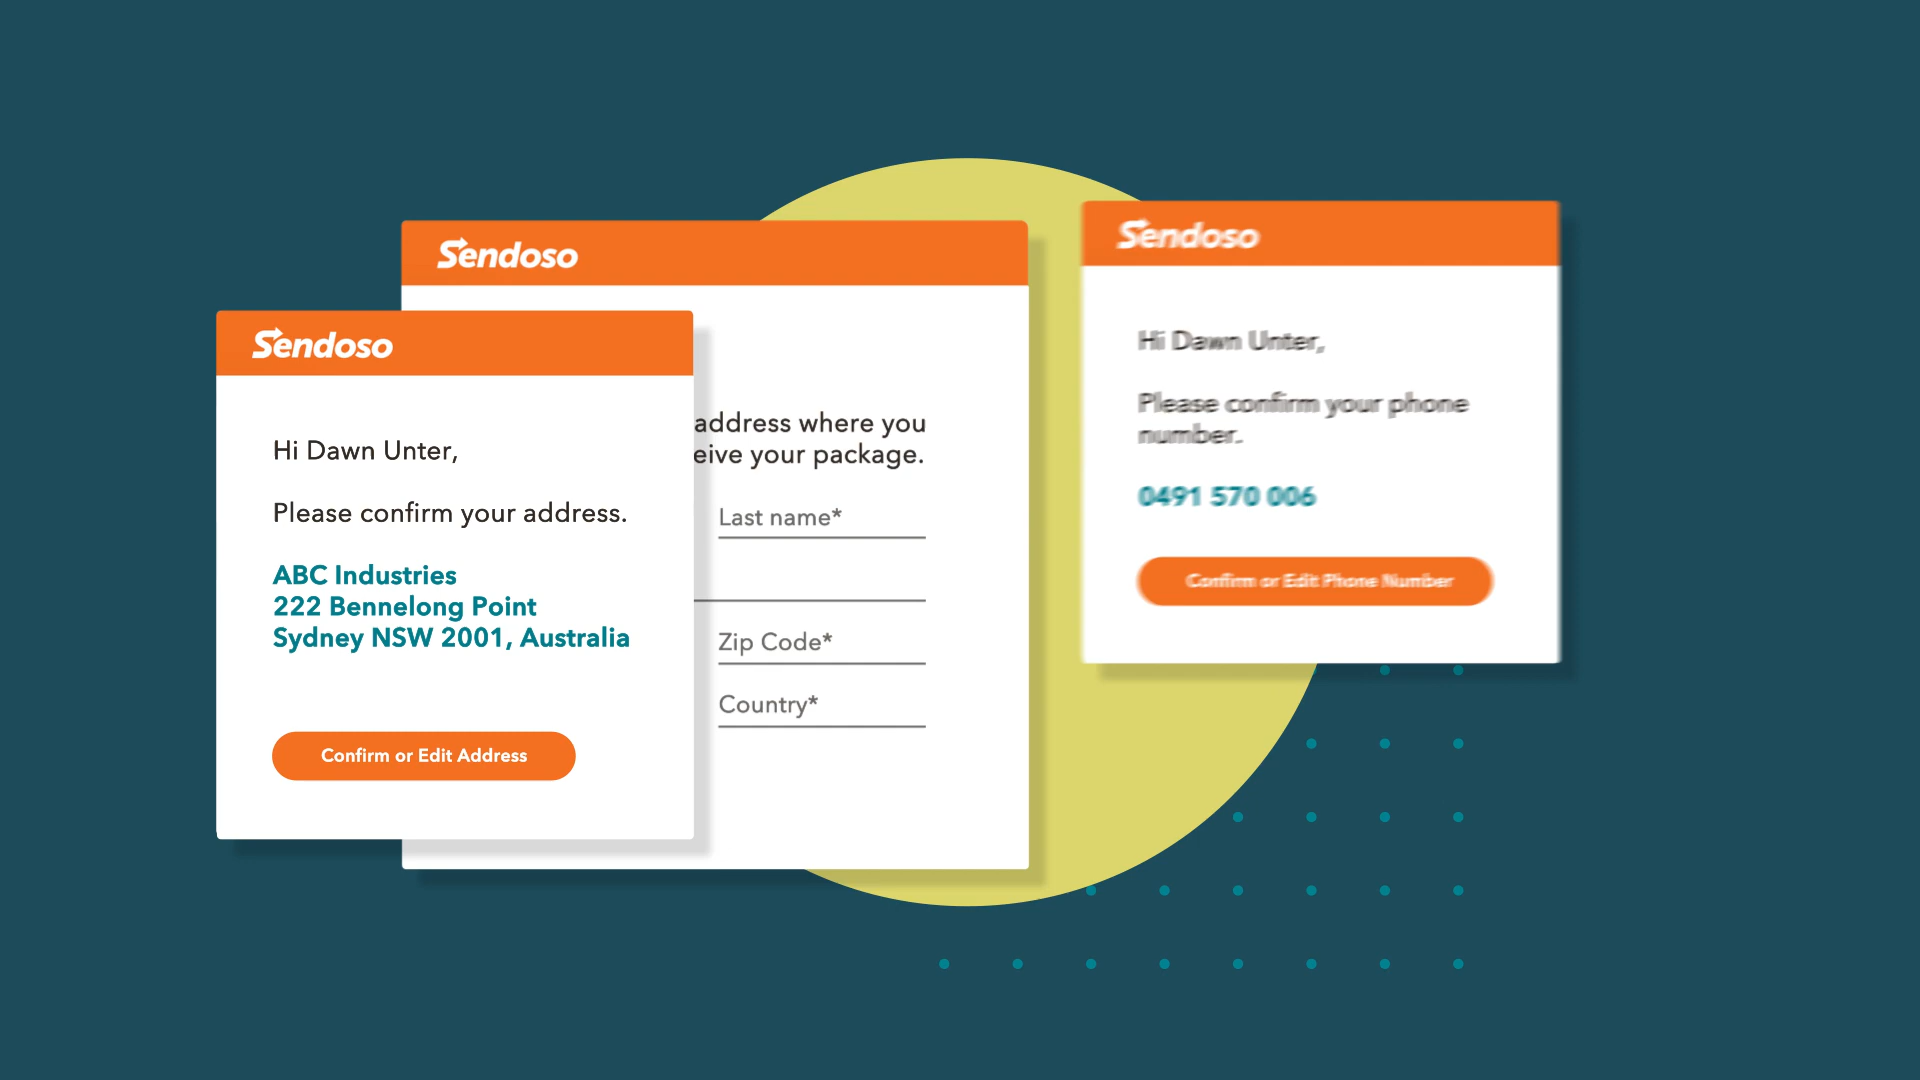 Sendoso
Hi Dawn Unter,
Please confirm your address.
ABC Industries
222 Bennelong Point
Sydney NSW 2001, Australia
Confirm or Edit Address
Sendoso
address where you
eive your package.
Last name*
Zip Code*
Country*
Sendoso
Hi Dawn Unter,
Please confirm your phone
number.
0491 570 006
Confirm or Edit Phone Number